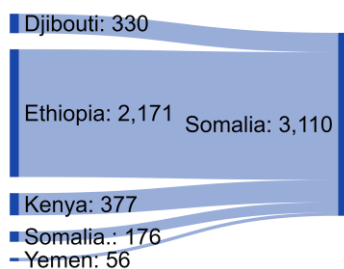 Djibouti: 330
Ethiopia: 2,171
Somalia: 3,110
Kenya: 377
Somalia.: 176
Yemen: 56